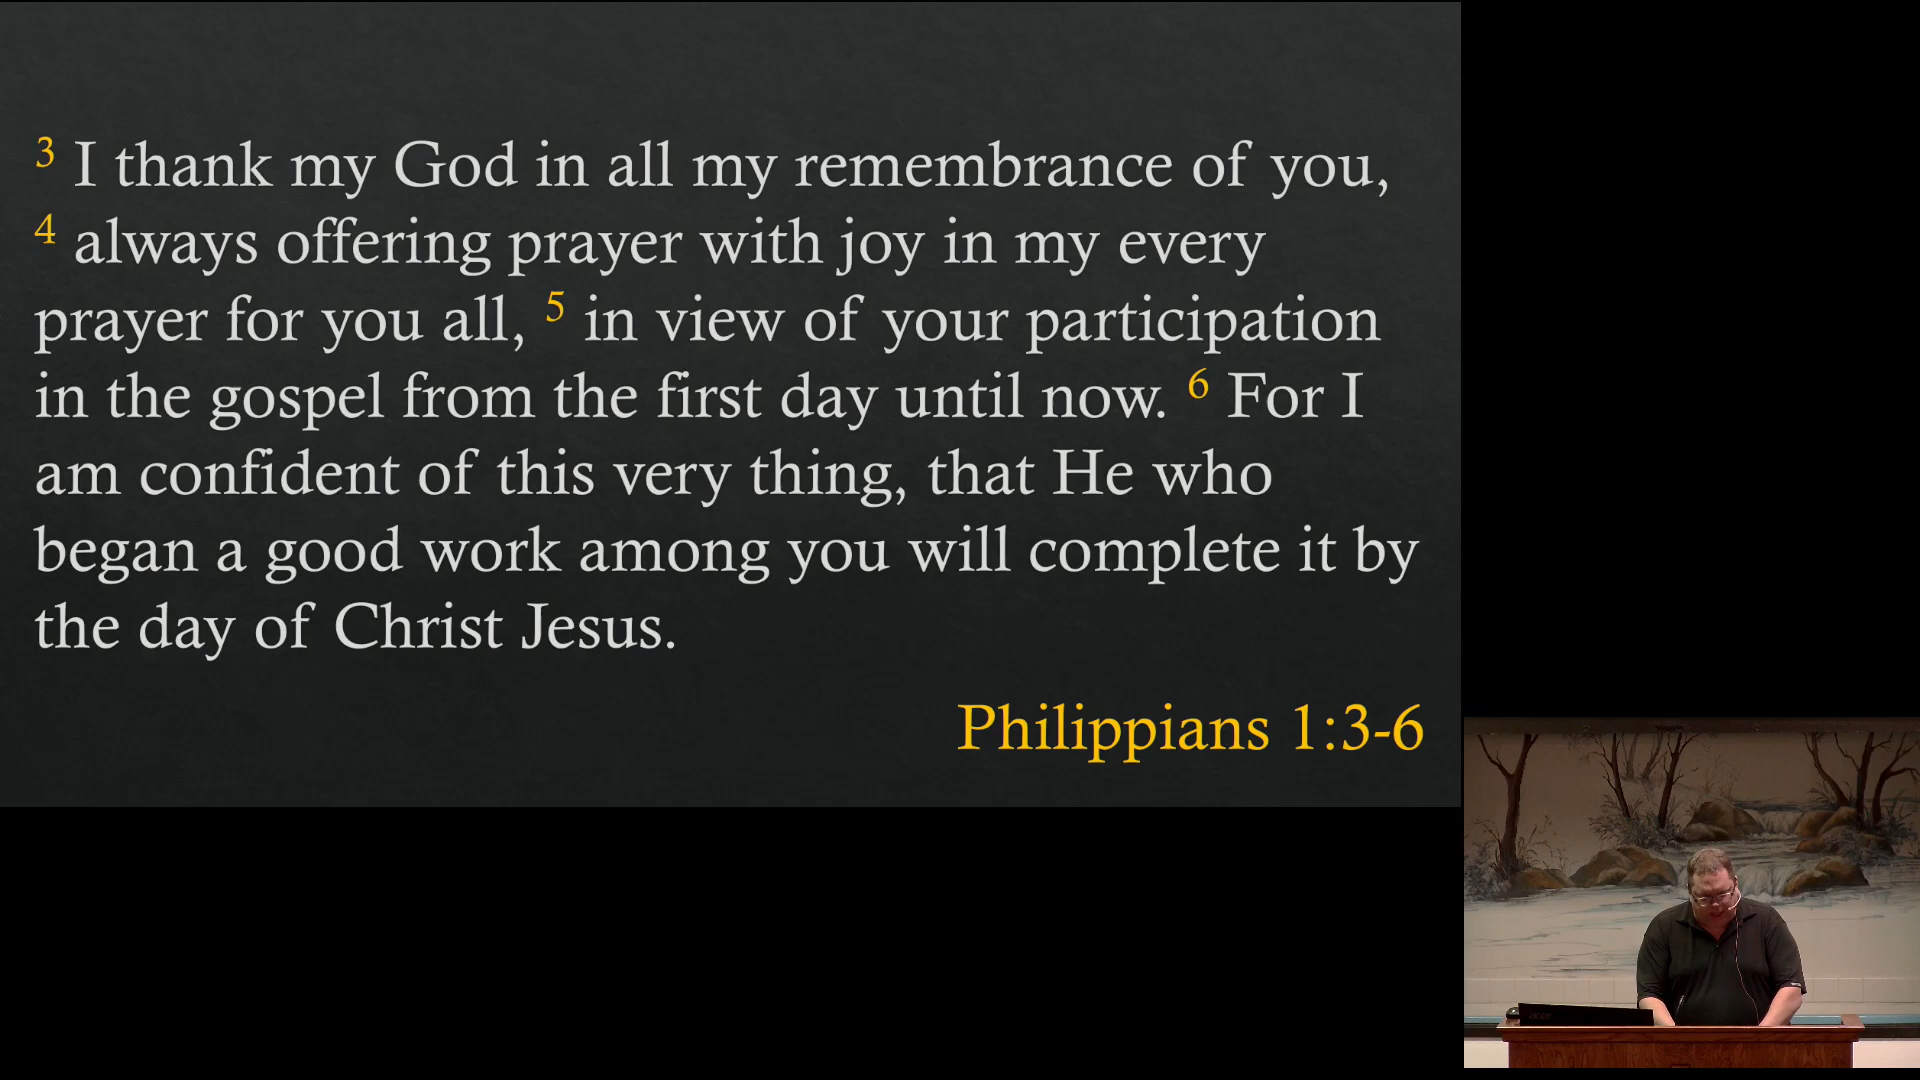 3 I thank my God in all my remembrance of you,
4 always offering prayer with joy in my every
prayer for you all, 5 in view of your participation
in the gospel from the first day until now. 6 For I
am confident of this very thing, that He who
began a good work among you will complete it by
the day of Christ Jesus.
Philippians 1:3-6
acer